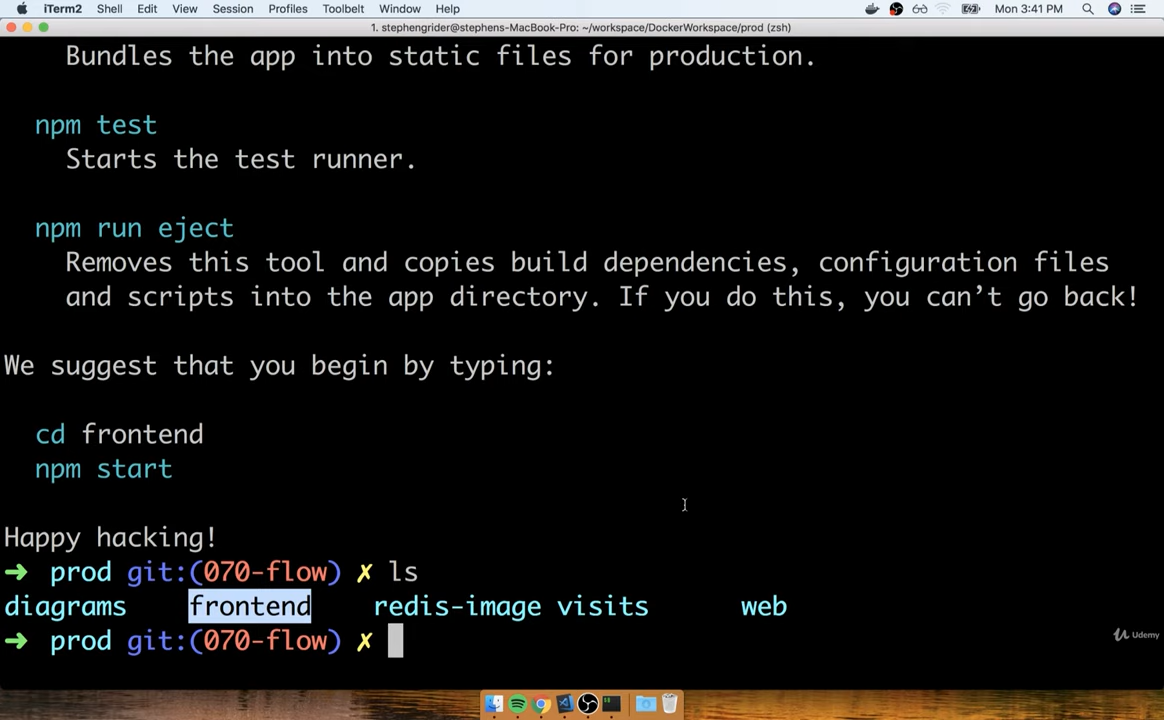 iTerm2 Shell Edit View Session Profiles Toolbelt Window Help Mon 3:41 PM
1. stephengrider@stephens-MacBook-Pro: ~/workspace/DockerWorkspace/prod (zsh)
Bundles the app into static files for production.
npm test
Starts the test runner.
npm run eject
Removes this tool and copies build dependencies, configuration files
and scripts into the app directory. If you do this, you can’t go back!
We suggest that you begin by typing:
cd frontend
npm start
Happy hacking!
➜ prod git:(070-flow) ✗ ls
diagrams frontend redis-image visits web
➜ prod git:(070-flow) ✗
Udemy